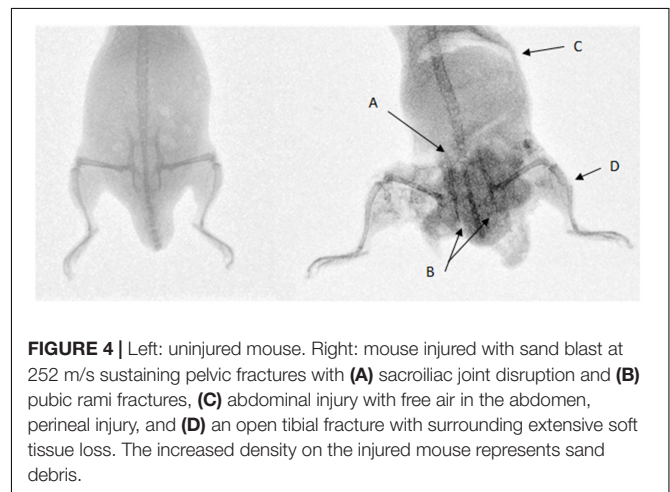 C
A
D
B
FIGURE 4 | Left: uninjured mouse. Right: mouse injured with sand blast at
252 m/s sustaining pelvic fractures with (A) sacroiliac joint disruption and (B)
pubic rami fractures, (C) abdominal injury with free air in the abdomen,
perineal injury, and (D) an open tibial fracture with surrounding extensive soft
tissue loss. The increased density on the injured mouse represents sand
debris.